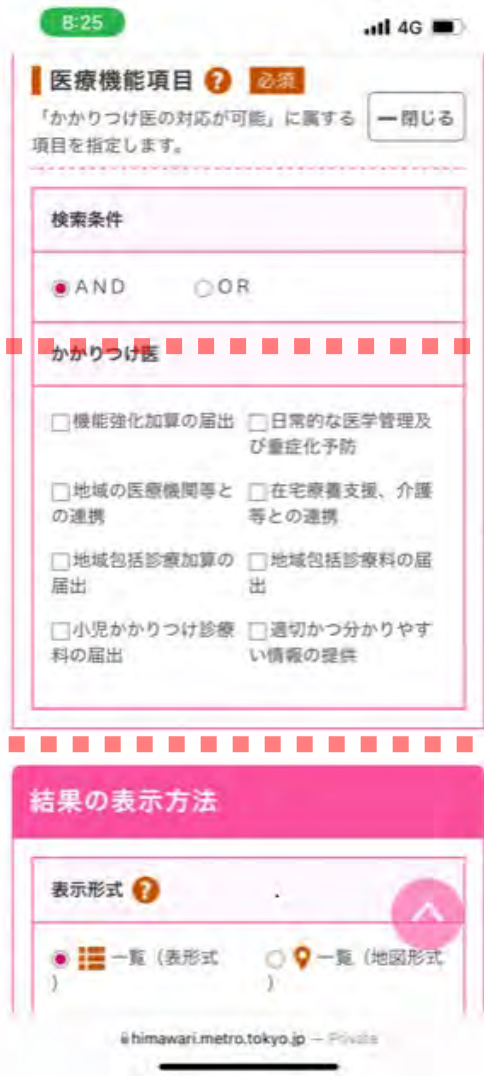 8:25
4G
医療機能項目 ? 必須
「かかりつけ医の対応が可能」に属する
項目を指定します。
ー閉じる
検索条件
AND OR
かかりつけ医
機能強化加算の届出 日常的な医学管理及
び重症化予防
地域の医療機関等と 在宅療養支援、介護
の連携 等との連携
地域包括診療加算の 地域包括診療料の届
届出 出
小児かかりつけ診療 適切かつ分かりやす
料の届出 い情報の提供
結果の表示方法
表示形式 ?
一覧（表形式 一覧（地図形式
） ）
himawari.metro.tokyo.jp — Private